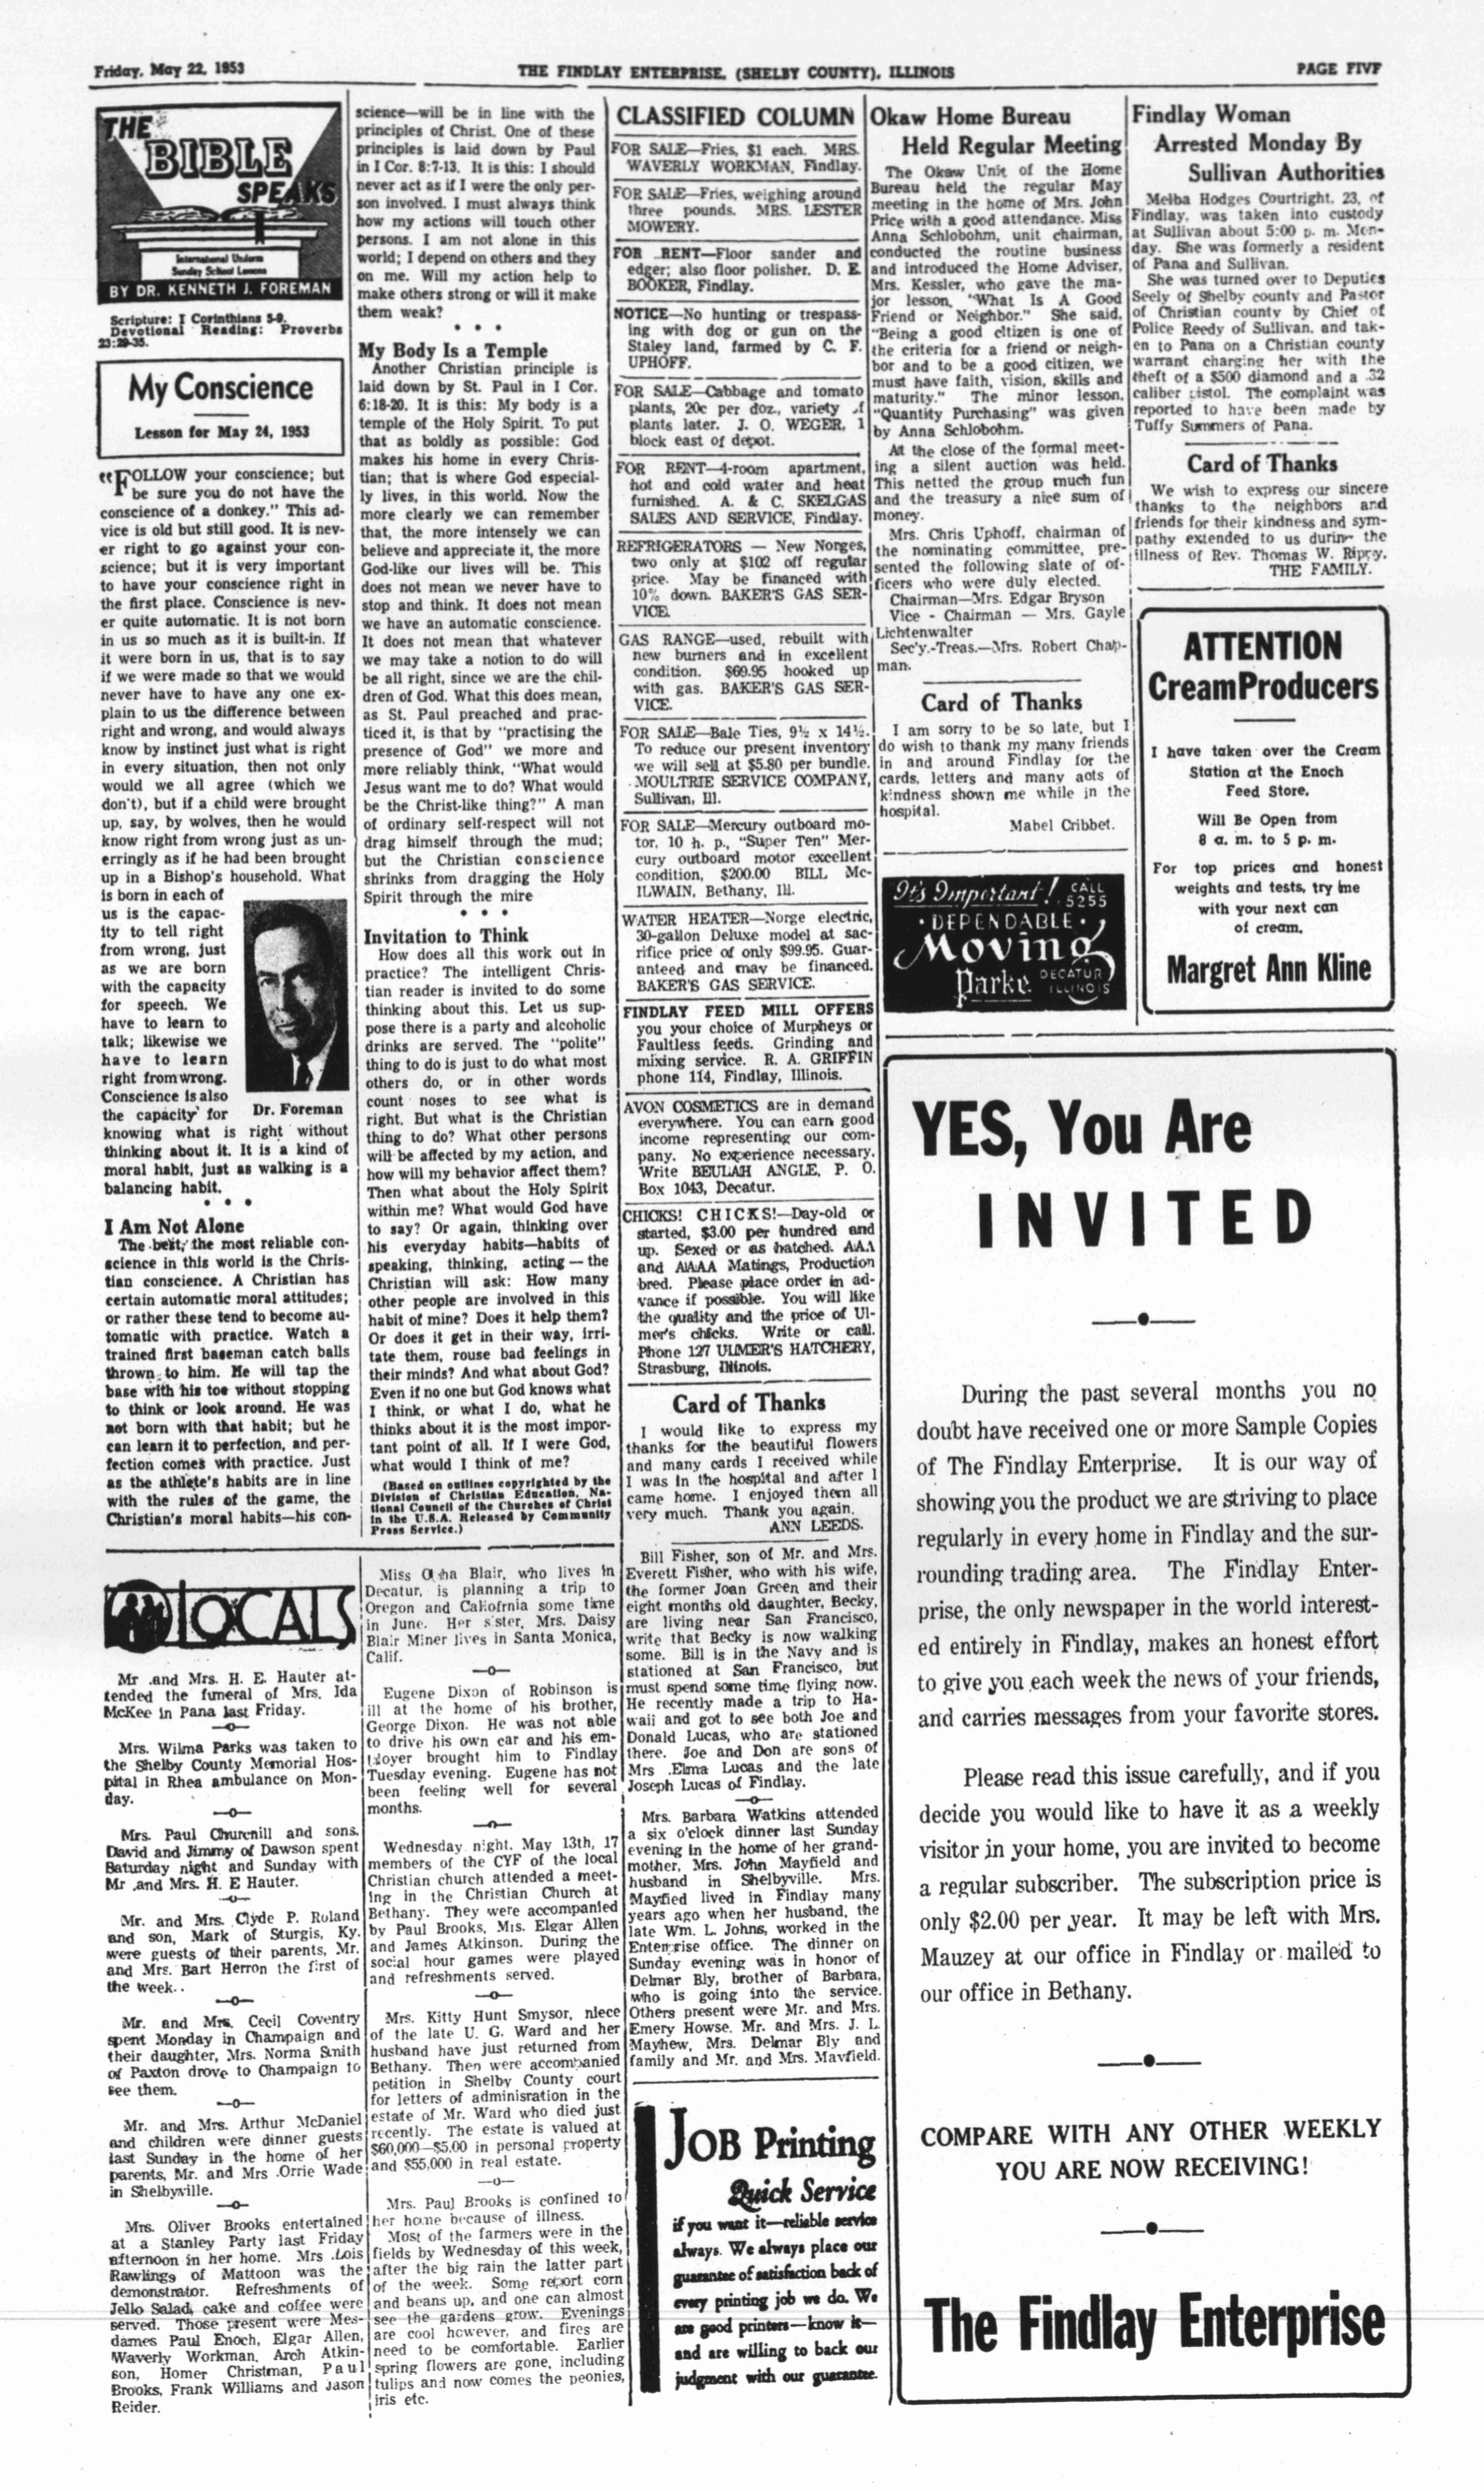 Friday, May 22, 1953
THE FINDLAY ENTERPRISE, (SHELBY COUNTY), ILLINOIS
PAGE FIVE
THE
BIBLE
SPEAKS
International Uniform
Sunday School Lessons
BY DR. KENNETH J. FOREMAN
Scripture: I Corinthians 5-9.
Devotional Reading: Proverbs
23:29-35.
My Conscience
Lesson for May 24, 1953
“FOLLOW your conscience; but
be sure you do not have the
conscience of a donkey.” This ad-
vice is old but still good. It is nev-
er right to go against your con-
science; but it is very important
to have your conscience right in
the first place. Conscience is nev-
er quite automatic. It is not born
in us so much as it is built-in. If
it were born in us, that is to say
if we were made so that we would
never have to have any one ex-
plain to us the difference between
right and wrong, and would always
know by instinct just what is right
in every situation, then not only
would we all agree (which we
don't), but if a child were brought
up, say, by wolves, then he would
know right from wrong just as un-
erringly as if he had been brought
up in a Bishop's household. What
is born in each of
us is the capac-
ity to tell right
from wrong, just
as we are born
with the capacity
for speech. We
have to learn to
talk; likewise we
have to learn
right from wrong.
Conscience is also
the capacity for
Dr. Foreman
knowing what is right without
thinking about it. It is a kind of
moral habit, just as walking is a
balancing habit.
• • •
I Am Not Alone
The best, the most reliable con-
science in this world is the Chris-
tian conscience. A Christian has
certain automatic moral attitudes;
or rather these tend to become au-
tomatic with practice. Watch a
trained first baseman catch balls
thrown to him. He will tap the
base with his toe without stopping
to think or look around. He was
not born with that habit; but he
can learn it to perfection, and per-
fection comes with practice. Just
as the athlete's habits are in line
with the rules of the game, the
Christian's moral habits—his con-
science—will be in line with the
principles of Christ. One of these
principles is laid down by Paul
in I Cor. 8:7-13. It is this: I should
never act as if I were the only per-
son involved. I must always think
how my actions will touch other
persons. I am not alone in this
world; I depend on others and they
on me. Will my action help to
make others strong or will it make
them weak?
• • •
My Body Is a Temple
Another Christian principle is
laid down by St. Paul in I Cor.
6:18-20. It is this: My body is a
temple of the Holy Spirit. To put
that as boldly as possible: God
makes his home in every Chris-
tian; that is where God especial-
ly lives, in this world. Now the
more clearly we can remember
that, the more intensely we can
believe and appreciate it, the more
God-like our lives will be. This
does not mean we never have to
stop and think. It does not mean
we have an automatic conscience.
It does not mean that whatever
we may take a notion to do will
be all right, since we are the chil-
dren of God. What this does mean,
as St. Paul preached and prac-
ticed it, is that by “practising the
presence of God” we more and
more reliably think, “What would
Jesus want me to do? What would
be the Christ-like thing?” A man
of ordinary self-respect will not
drag himself through the mud;
but the Christian conscience
shrinks from dragging the Holy
Spirit through the mire
• • •
Invitation to Think
How does all this work out in
practice? The intelligent Chris-
tian reader is invited to do some
thinking about this. Let us sup-
pose there is a party and alcoholic
drinks are served. The “polite”
thing to do is just to do what most
others do, or in other words
count noses to see what is
right. But what is the Christian
thing to do? What other persons
will be affected by my action, and
how will my behavior affect them?
Then what about the Holy Spirit
within me? What would God have
to say? Or again, thinking over
his everyday habits—habits of
speaking, thinking, acting — the
Christian will ask: How many
other people are involved in this
habit of mine? Does it help them?
Or does it get in their way, irri-
tate them, rouse bad feelings in
their minds? And what about God?
Even if no one but God knows what
I think, or what I do, what he
thinks about it is the most impor-
tant point of all. If I were God,
what would I think of me?
(Based on outlines copyrighted by the
Division of Christian Education, Na-
tional Council of the Churches of Christ
in the U.S.A. Released by Community
Press Service.)
LOCALS
Mr .and Mrs. H. E. Hauter at-
tended the funeral of Mrs. Ida
McKee in Pana last Friday.
—o—
Mrs. Wilma Parks was taken to
the Shelby County Memorial Hos-
pital in Rhea ambulance on Mon-
day.
—o—
Mrs. Paul Churcnill and sons,
David and Jimmy of Dawson spent
Saturday night and Sunday with
Mr .and Mrs. H. E Hauter.
—o—
Mr. and Mrs. Clyde P. Roland
and son, Mark of Sturgis, Ky.
were guests of their parents, Mr.
and Mrs. Bart Herron the first of
the week..
—o—
Mr. and Mrs. Cecil Coventry
spent Monday in Champaign and
their daughter, Mrs. Norma Smith
of Paxton drove to Champaign to
see them.
—o—
Mr. and Mrs. Arthur McDaniel
and children were dinner guests
last Sunday in the home of her
parents, Mr. and Mrs .Orrie Wade
in Shelbyville.
—o—
Mrs. Oliver Brooks entertained
at a Stanley Party last Friday
afternoon in her home. Mrs .Lois
Rawlings of Mattoon was the
demonstrator. Refreshments of
Jello Salad, cake and coffee were
served. Those present were Mes-
dames Paul Enoch, Elgar Allen,
Waverly Workman, Arch Atkin-
son, Homer Christman, Paul
Brooks, Frank Williams and Jason
Reider.
Miss Blair, who lives in
Decatur, is planning a trip to
Oregon and Caliofrnia some time
in June. Her sister, Mrs. Daisy
Blair Miner lives in Santa Monica,
Calif.
—o—
Eugene Dixon of Robinson is
ill at the home of his brother,
George Dixon. He was not able
to drive his own car and his em-
ployer brought him to Findlay
Tuesday evening. Eugene has not
been feeling well for several
months.
—o—
Wednesday night, May 13th, 17
members of the CYF of the local
Christian church attended a meet-
ing in the Christian Church at
Bethany. They were accompanied
by Paul Brooks, Mis. Elgar Allen
and James Atkinson. During the
social hour games were played
and refreshments served.
—o—
Mrs. Kitty Hunt Smysor, niece
of the late U. G. Ward and her
husband have just returned from
Bethany. Then were accompanied
petition in Shelby County court
for letters of adminisration in the
estate of Mr. Ward who died just
recently. The estate is valued at
$60,000—$5.00 in personal property
and $55,000 in real estate.
—o—
Mrs. Paul Brooks is confined to
her home because of illness.
Most of the farmers were in the
fields by Wednesday of this week,
after the big rain the latter part
of the week. Some report corn
and beans up, and one can almost
see the gardens grow. Evenings
are cool however, and fires are
need to be comfortable. Earlier
spring flowers are gone, including
tulips and now comes the peonies,
iris etc.
CLASSIFIED COLUMN
FOR SALE—Fries, $1 each. MRS.
WAVERLY WORKMAN, Findlay.
FOR SALE—Fries, weighing around
three pounds. MRS. LESTER
MOWERY.
FOR RENT—Floor sander and
edger; also floor polisher. D. E.
BOOKER, Findlay.
NOTICE—No hunting or trespass-
ing with dog or gun on the
Staley land, farmed by C. F.
UPHOFF.
FOR SALE—Cabbage and tomato
plants, 20c per doz., variety of
plants later. J. O. WEGER, 1
block east of depot.
FOR RENT—4-room apartment,
hot and cold water and heat
furnished. A. & C. SKELGAS
SALES AND SERVICE, Findlay.
REFRIGERATORS — New Norges,
two only at $102 off regular
price. May be financed with
10% down. BAKER'S GAS SER-
VICE.
GAS RANGE—used, rebuilt with
new burners and in excellent
condition. $69.95 hooked up
with gas. BAKER'S GAS SER-
VICE.
FOR SALE—Bale Ties, 9½ x 14½.
To reduce our present inventory
we will sell at $5.80 per bundle.
MOULTRIE SERVICE COMPANY,
Sullivan, Ill.
FOR SALE—Mercury outboard mo-
tor, 10 h. p., “Super Ten” Mer-
cury outboard motor excellent
condition, $200.00 BILL Mc-
ILWAIN, Bethany, Ill.
WATER HEATER—Norge electric,
30-gallon Deluxe model at sac-
rifice price of only $99.95. Guar-
anteed and may be financed.
BAKER'S GAS SERVICE.
FINDLAY FEED MILL OFFERS
you your choice of Murpheys or
Faultless feeds. Grinding and
mixing service. R. A. GRIFFIN
phone 114, Findlay, Illinois.
AVON COSMETICS are in demand
everywhere. You can earn good
income representing our com-
pany. No experience necessary.
Write BEULAH ANGLE, P. O.
Box 1043, Decatur.
CHICKS! CHICKS!—Day-old or
started, $3.00 per hundred and
up. Sexed or as hatched. AAA
and AAAA Matings, Production
bred. Please place order in ad-
vance if possible. You will like
the quality and the price of Ul-
mer's chicks. Write or call.
Phone 127 ULMER'S HATCHERY,
Strasburg, Illinois.
Card of Thanks
I would like to express my
thanks for the beautiful flowers
and many cards I received while
I was in the hospital and after I
came home. I enjoyed them all
very much. Thank you again.
ANN LEEDS.
Bill Fisher, son of Mr. and Mrs.
Everett Fisher, who with his wife,
the former Joan Green and their
eight months old daughter, Becky,
are living near San Francisco,
write that Becky is now walking
some. Bill is in the Navy and is
stationed at San Francisco, but
must spend some time flying now.
He recently made a trip to Ha-
waii and got to see both Joe and
Donald Lucas, who are stationed
there. Joe and Don are sons of
Mrs .Elma Lucas and the late
Joseph Lucas of Findlay.
—o—
Mrs. Barbara Watkins attended
a six o'clock dinner last Sunday
evening in the home of her grand-
mother, Mrs. John Mayfield and
husband in Shelbyville. Mrs.
Mayfied lived in Findlay many
years ago when her husband, the
late Wm. L. Johns, worked in the
Enterprise office. The dinner on
Sunday evening was in honor of
Delmar Bly, brother of Barbara,
who is going into the service.
Others present were Mr. and Mrs.
Emery Howse. Mr. and Mrs. J. L.
Mayhew, Mrs. Delmar Bly and
family and Mr. and Mrs. Mayfield.
JOB Printing
Quick Service
if you want it—reliable service
always. We always place our
guarantee of satisfaction back of
every printing job we do. We
are good printers—know it—
and are willing to back our
judgment with our guarantee.
Okaw Home Bureau
Held Regular Meeting
The Okaw Unit of the Home
Bureau held the regular May
meeting in the home of Mrs. John
Price with a good attendance. Miss
Anna Schlobohm, unit chairman,
conducted the routine business
and introduced the Home Adviser,
Mrs. Kessler, who gave the ma-
jor lesson, “What Is A Good
Friend or Neighbor.” She said,
“Being a good citizen is one of
the criteria for a friend or neigh-
bor and to be a good citizen, we
must have faith, vision, skills and
maturity.” The minor lesson,
“Quantity Purchasing” was given
by Anna Schlobohm.
At the close of the formal meet-
ing a silent auction was held.
This netted the group much fun
and the treasury a nice sum of
money.
Mrs. Chris Uphoff, chairman of
the nominating committee, pre-
sented the following slate of of-
ficers who were duly elected.
Chairman—Mrs. Edgar Bryson
Vice - Chairman — Mrs. Gayle
Lichtenwalter
Sec'y.-Treas.—Mrs. Robert Chap-
man.
Card of Thanks
I am sorry to be so late, but I
do wish to thank my many friends
in and around Findlay for the
cards, letters and many acts of
kindness shown me while in the
hospital.
Mabel Cribbet.
It's Important! CALL
5255
• DEPENDABLE •
Moving
Parke DECATUR
ILLINOIS
Findlay Woman
Arrested Monday By
Sullivan Authorities
Melba Hodges Courtright, 23, of
Findlay, was taken into custody
at Sullivan about 5:00 p. m. Mon-
day. She was formerly a resident
of Pana and Sullivan.
She was turned over to Deputies
Seely of Shelby county and Pastor
of Christian county by Chief of
Police Reedy of Sullivan, and tak-
en to Pana on a Christian county
warrant charging her with the
theft of a $500 diamond and a .32
caliber pistol. The complaint was
reported to have been made by
Tuffy Summers of Pana.
Card of Thanks
We wish to express our sincere
thanks to the neighbors and
friends for their kindness and sym-
pathy extended to us during the
illness of Rev. Thomas W. Ripey.
THE FAMILY.
ATTENTION
Cream Producers
I have taken over the Cream
Station at the Enoch
Feed Store.
Will Be Open from
8 a. m. to 5 p. m.
For top prices and honest
weights and tests, try me
with your next can
of cream.
Margret Ann Kline
YES, You Are
INVITED
During the past several months you no
doubt have received one or more Sample Copies
of The Findlay Enterprise. It is our way of
showing you the product we are striving to place
regularly in every home in Findlay and the sur-
rounding trading area. The Findlay Enter-
prise, the only newspaper in the world interest-
ed entirely in Findlay, makes an honest effort
to give you each week the news of your friends,
and carries messages from your favorite stores.
Please read this issue carefully, and if you
decide you would like to have it as a weekly
visitor in your home, you are invited to become
a regular subscriber. The subscription price is
only $2.00 per year. It may be left with Mrs.
Mauzey at our office in Findlay or mailed to
our office in Bethany.
COMPARE WITH ANY OTHER WEEKLY
YOU ARE NOW RECEIVING!
The Findlay Enterprise